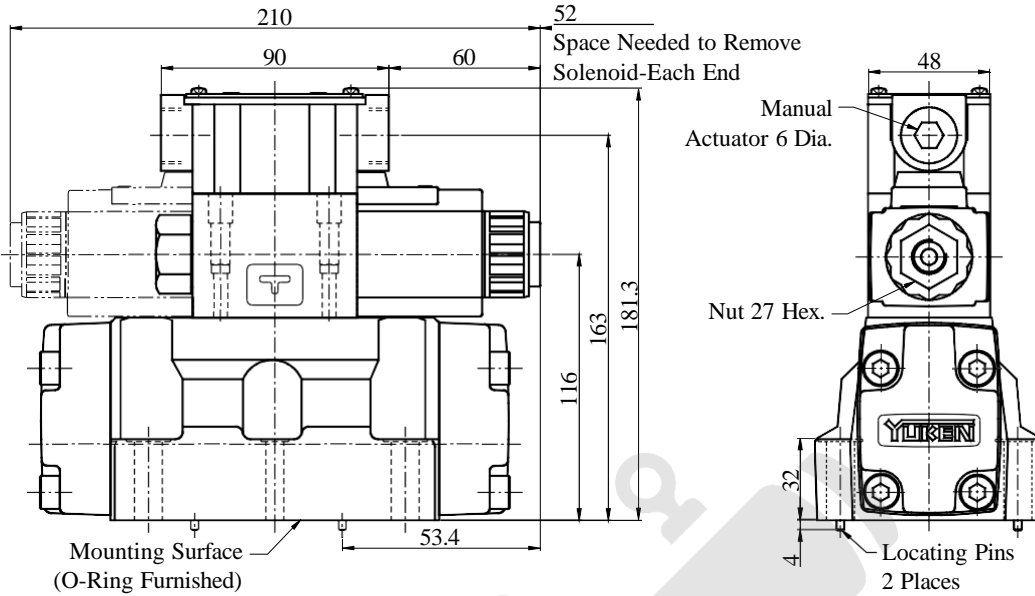 210
52
Space Needed to Remove
Solenoid-Each End
90
60
48
Manual
Actuator 6 Dia.
Nut 27 Hex.
181.3
163
116
YUKEN
32
4
53.4
Mounting Surface
(O-Ring Furnished)
Locating Pins
2 Places